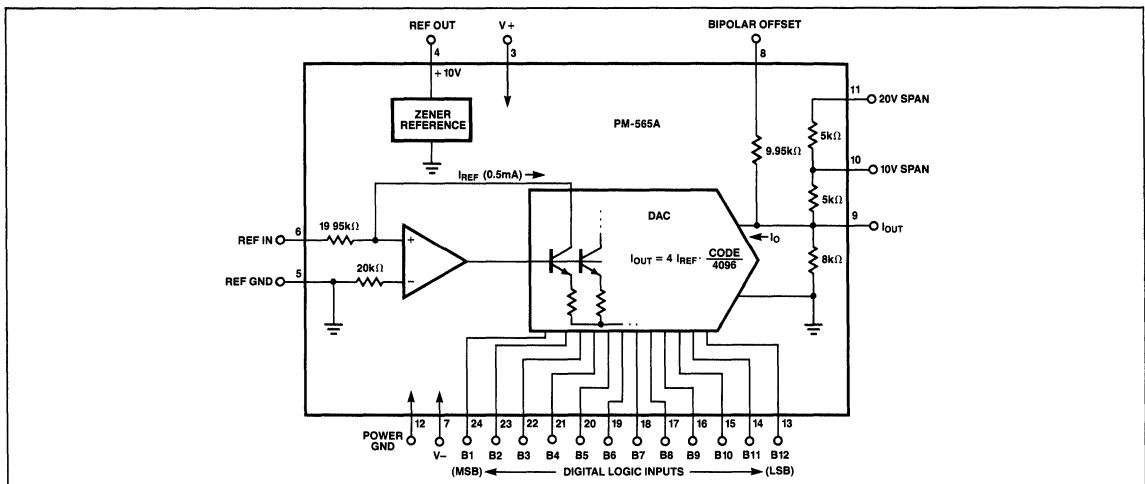 REF OUT
V+
BIPOLAR OFFSET
4
3
8
+10V
11
20V SPAN
ZENER
REFERENCE
PM-565A
5kΩ
9.95kΩ
10
10V SPAN
IREF (0.5mA) →
5kΩ
DAC
9
IOUT
19 95kΩ
6
REF IN
+
← IO
IOUT = 4 IREF · CODE
4096
8kΩ
5
REF GND
20kΩ
−
12 7 24 23 22 21 20 19 18 17 16 15 14 13
POWER
GND
V− B1 B2 B3 B4 B5 B6 B7 B8 B9 B10 B11 B12
(MSB) ← DIGITAL LOGIC INPUTS → (LSB)